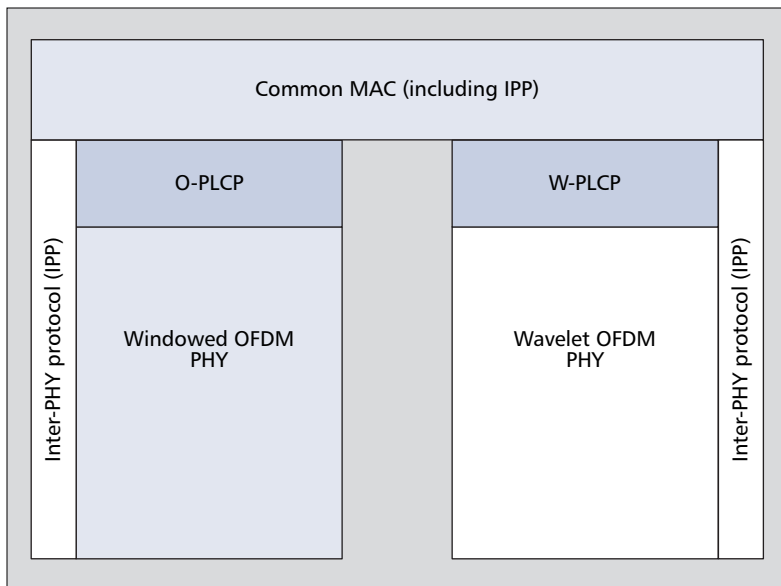 Common MAC (including IPP)
O-PLCP
W-PLCP
Inter-PHY protocol (IPP)
Windowed OFDM
PHY
Wavelet OFDM
PHY
Inter-PHY protocol (IPP)